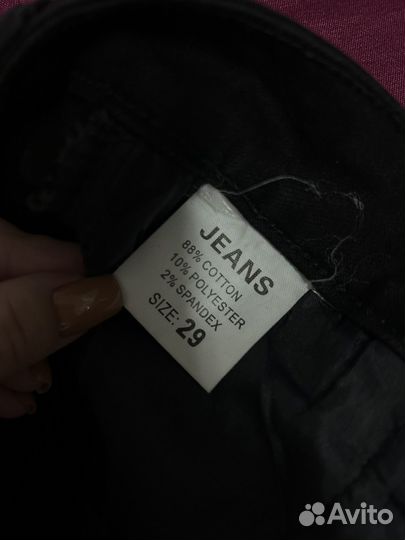 JEANS
88% COTTON
10% POLYESTER
2% SPANDEX
SIZE: 29
Avito